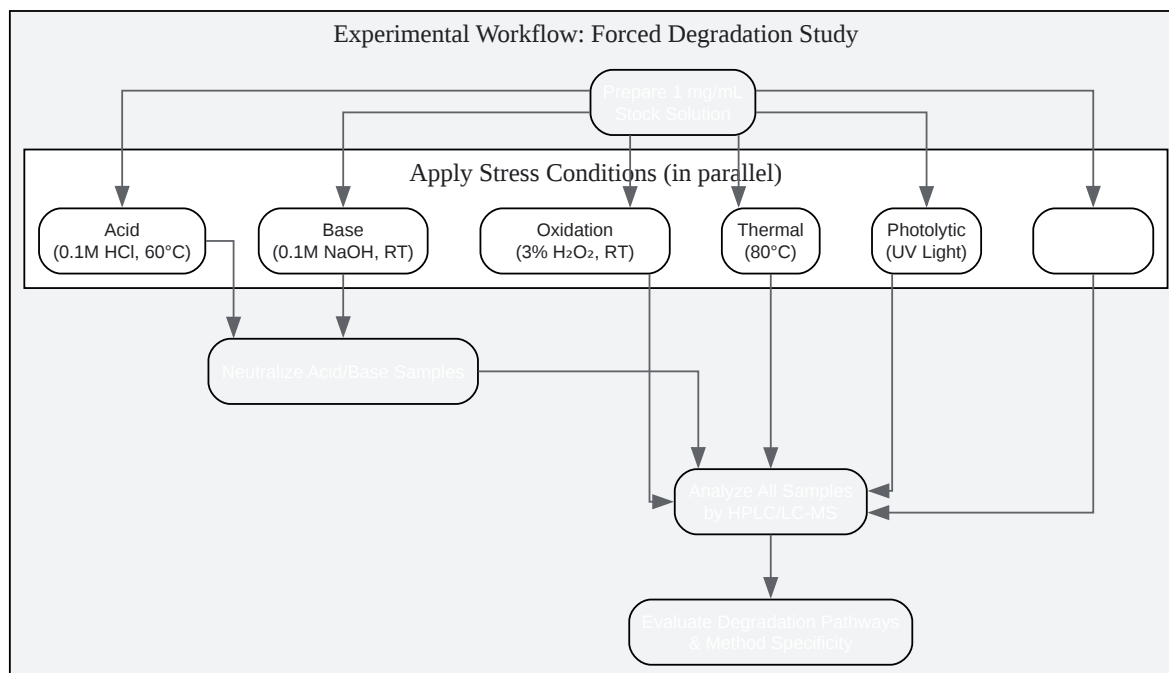 Experimental Workflow: Forced Degradation Study
Prepare 1 mg/mL
Stock Solution
Apply Stress Conditions (in parallel)
Acid
(0.1M HCl, 60°C)
Base
(0.1M NaOH, RT)
Oxidation
(3% H₂O₂, RT)
Thermal
(80°C)
Photolytic
(UV Light)
Neutralize Acid/Base Samples
Analyze All Samples
by HPLC/LC-MS
Evaluate Degradation Pathways
& Method Specificity